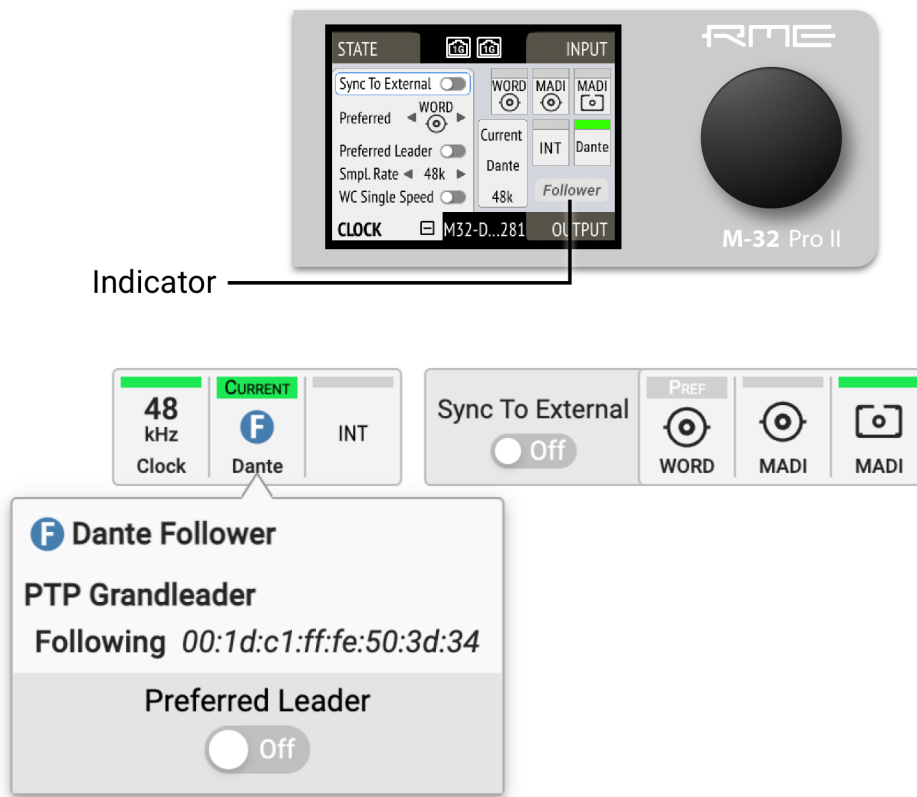 RME
STATE
1G 1G
INPUT
Sync To External
WORD MADI MADI
Preferred WORD
Current
Dante
48k
INT Dante
Preferred Leader
Smpl. Rate 48k
WC Single Speed
Follower
CLOCK M32-D...281 OUTPUT
M-32 Pro II
Indicator
48
kHz
Clock
CURRENT
F
Dante
INT
Sync To External
Off
PREF
WORD
MADI
MADI
F Dante Follower
PTP Grandleader
Following 00:1d:c1:ff:fe:50:3d:34
Preferred Leader
Off